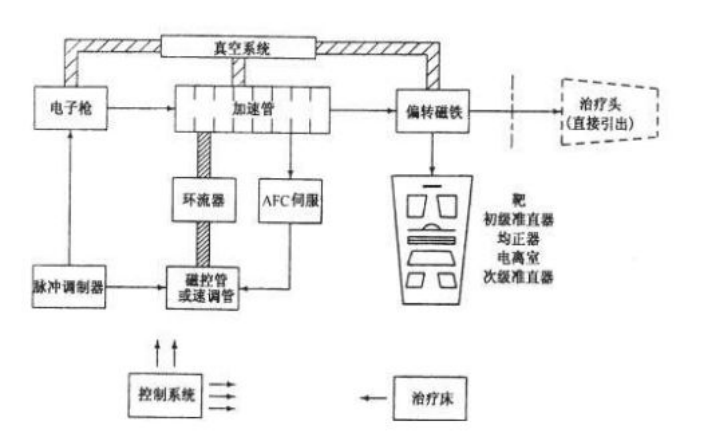 真空系统
电子枪
加速管
偏转磁铁
治疗头
(直接引出)
环流器
AFC伺服
靶
初级准直器
均正器
电离室
次级准直器
脉冲调制器
磁控管
或速调管
控制系统
治疗床